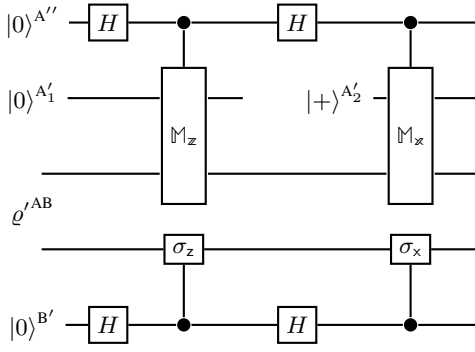 |0⟩^A'' H H
|0⟩^A'_1 |+⟩^A'_2
𝕄_𝕫 𝕄_𝕩
ϱ'^AB
σ_z σ_x
|0⟩^B' H H